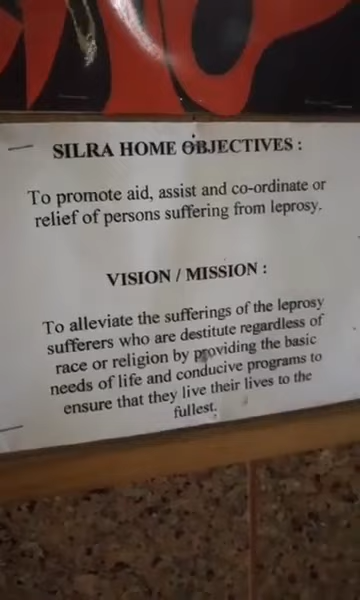 SILRA HOME OBJECTIVES :
To promote aid, assist and co-ordinate or
relief of persons suffering from leprosy.
VISION / MISSION :
To alleviate the sufferings of the leprosy
sufferers who are destitute regardless of
race or religion by providing the basic
needs of life and conducive programs to
ensure that they live their lives to the
fullest.